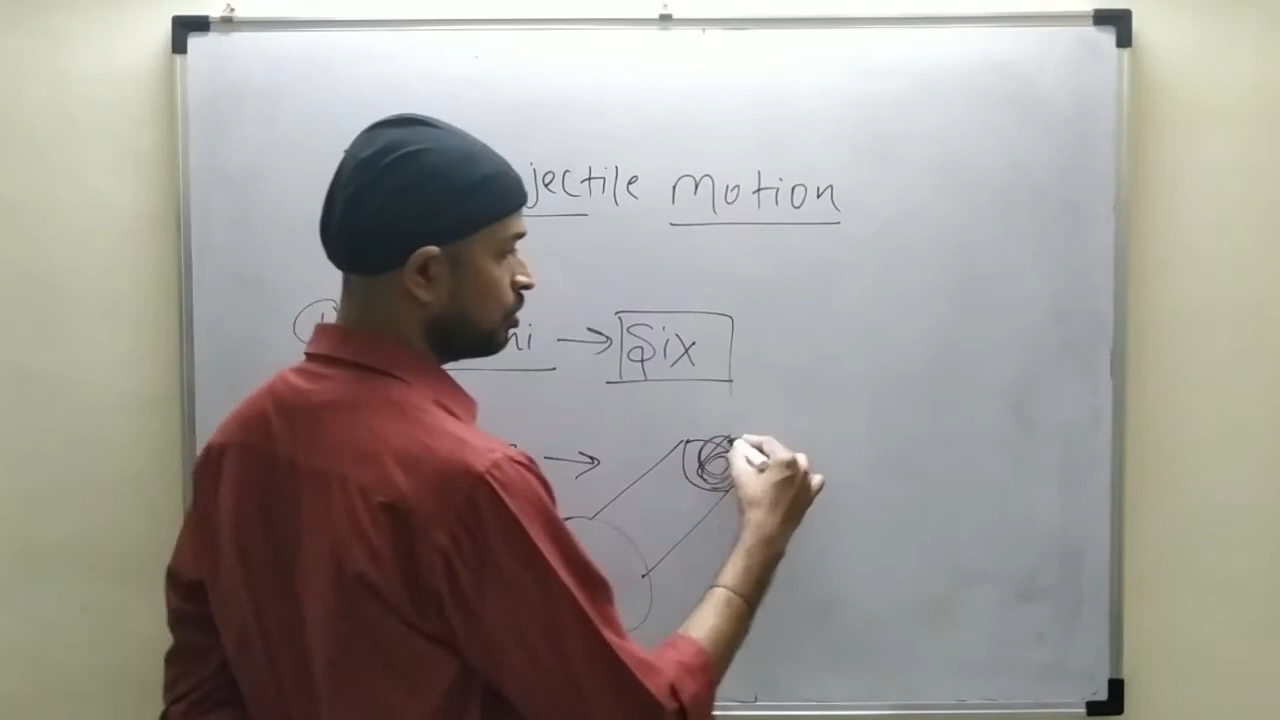 jectile Motion
ni → Six
→